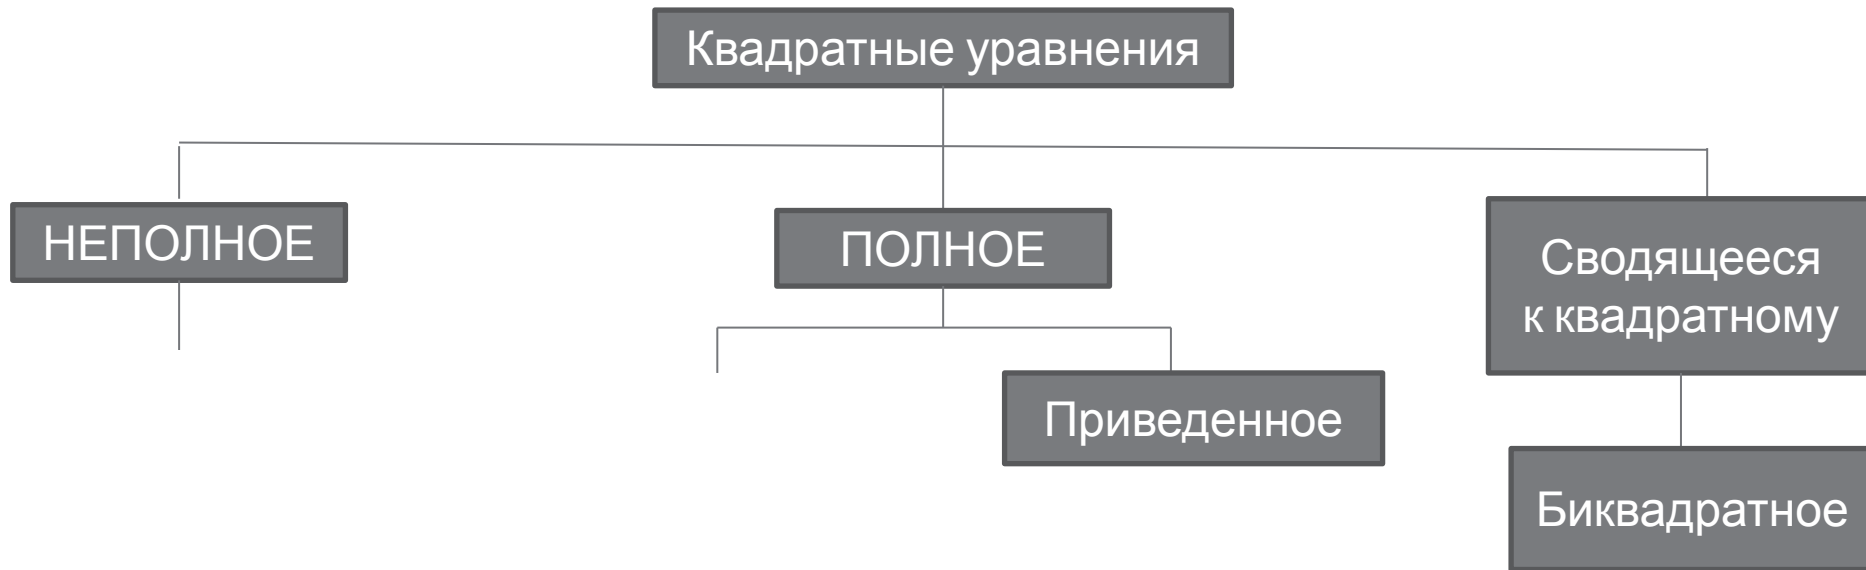 Квадратные уравнения
НЕПОЛНОЕ
ПОЛНОЕ
Сводящееся
к квадратному
Приведенное
Биквадратное